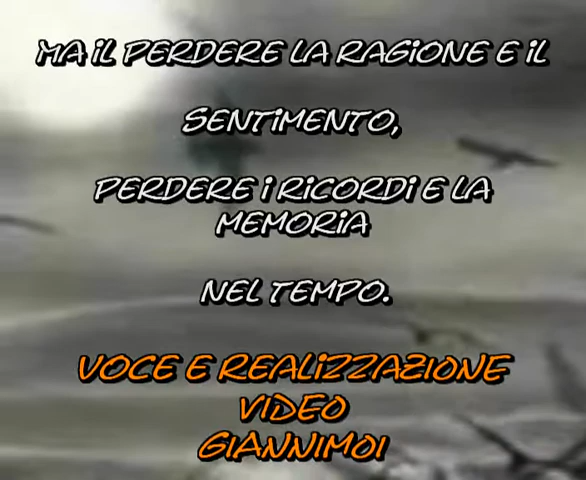 MA iL PERDERE LA RAGiONE E iL
SENTiMENTO,
PERDERE i RiCORDi E LA
MEMORiA
NEL TEMPO.
VOCE E REALiZZAZiONE
ViDEO
GiANNiMOi